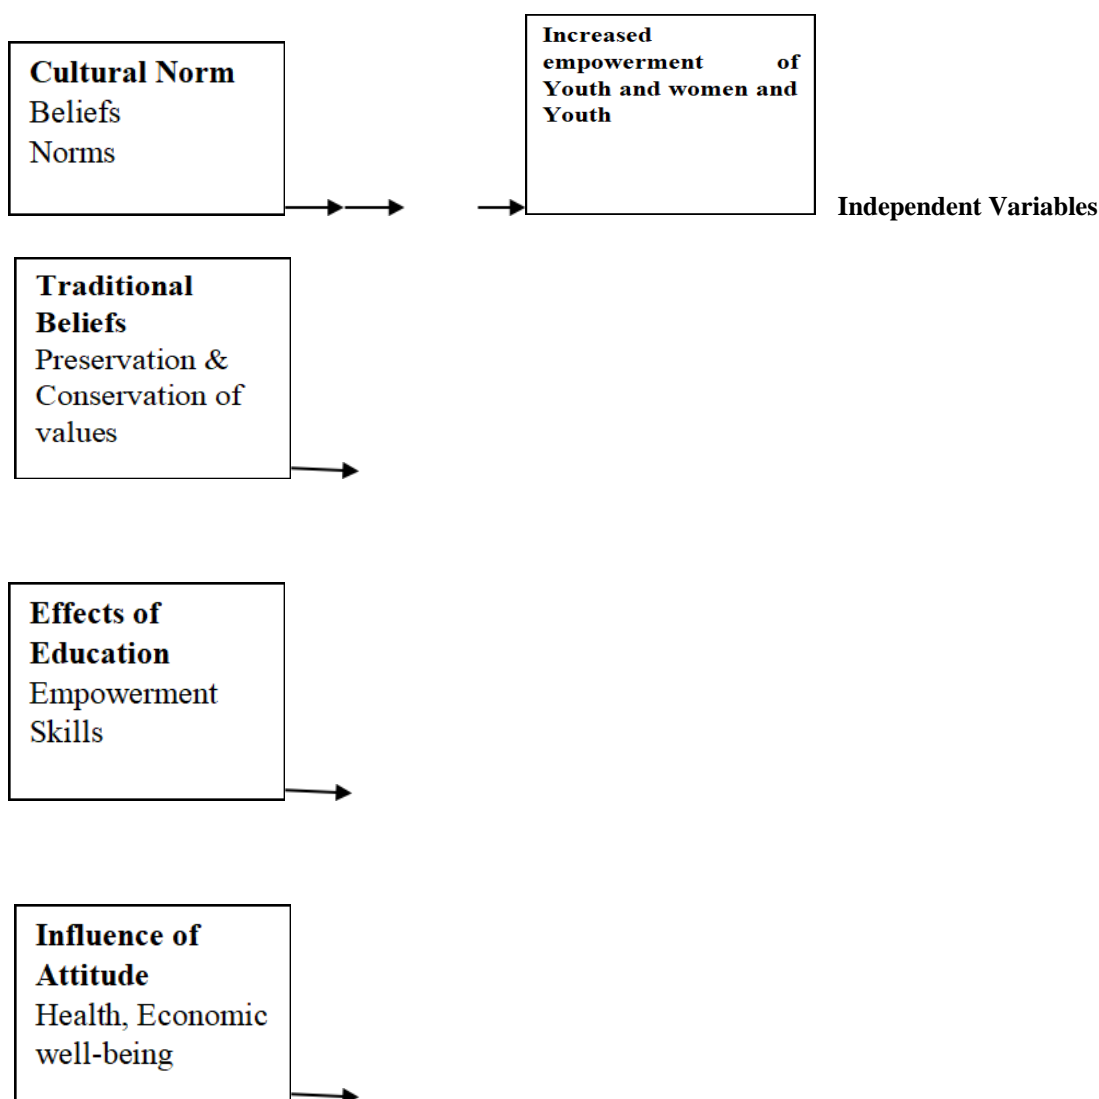 Cultural Norm
Beliefs
Norms
Increased
empowerment of
Youth and women and
Youth
Independent Variables
Traditional
Beliefs
Preservation &
Conservation of
values
Effects of
Education
Empowerment
Skills
Influence of
Attitude
Health, Economic
well-being